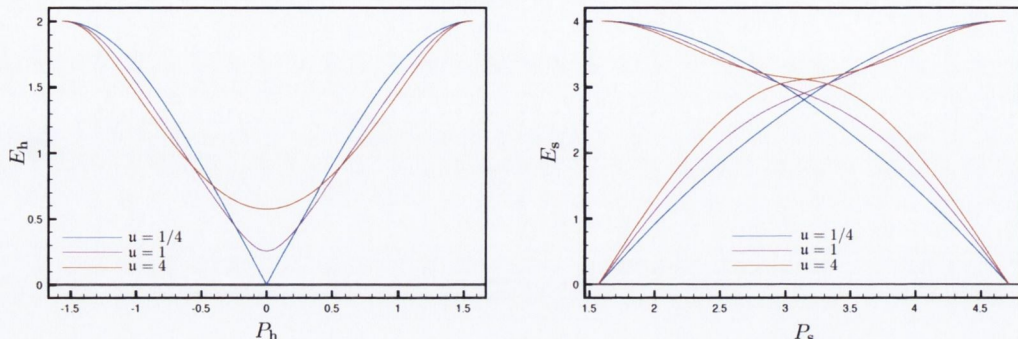 2
1.5
1
0.5
0
E_h
u = 1/4
u = 1
u = 4
-1.5 -1 -0.5 0 0.5 1 1.5
P_h
4
3
2
1
0
E_s
u = 1/4
u = 1
u = 4
2 2.5 3 3.5 4 4.5
P_s